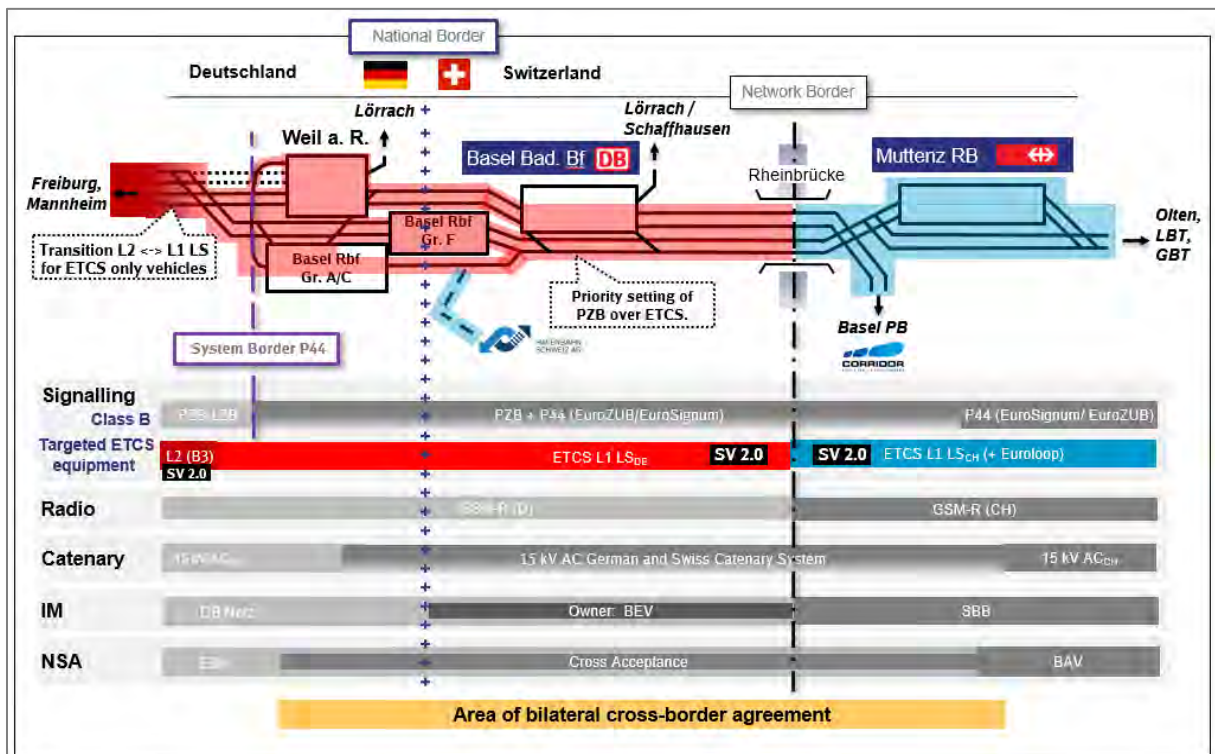 National Border
Deutschland
Switzerland
Network Border
Lörrach
Lörrach /
Schaffhausen
Weil a. R.
Basel Bad. Bf DB
Muttenz RB
Freiburg,
Mannheim
Rheinbrücke
Basel Rbf
Gr. F
Olten,
LBT,
GBT
Transition L2 <-> L1 LS
for ETCS only vehicles
Basel Rbf
Gr. A/C
Priority setting of
PZB over ETCS.
Basel PB
HAFENBAHN
SCHWEIZ AG
CORRIDOR
System Border P44
Signalling
Class B
PZB + P44 (EuroZUB/EuroSignum)
P44 (EuroSignum/ EuroZUB)
Targeted ETCS
equipment
L2 (B3)
SV 2.0
ETCS L1 LSDE
SV 2.0
SV 2.0
ETCS L1 LSCH (+ Euroloop)
Radio
GSM-R (D)
GSM-R (CH)
Catenary
15 kV AC German and Swiss Catenary System
15 kV ACCH
IM
DB Netz
Owner: BEV
SBB
NSA
Cross Acceptance
BAV
Area of bilateral cross-border agreement